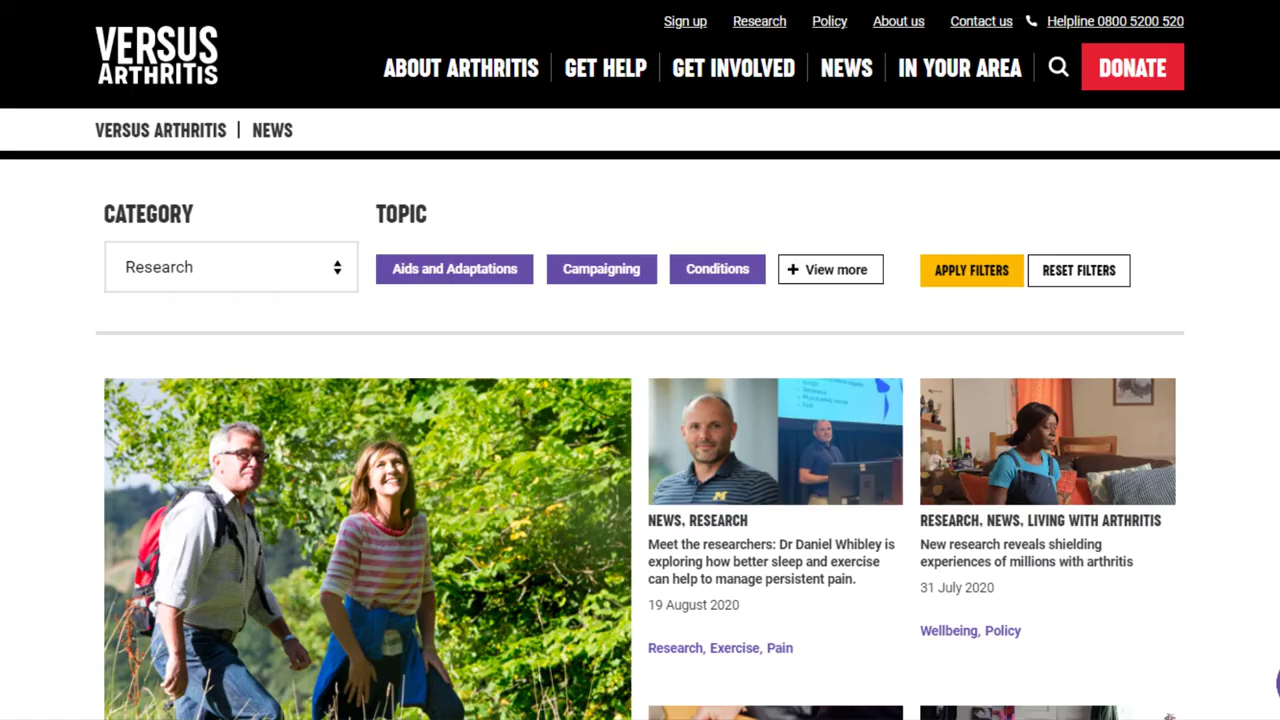 Sign up Research Policy About us Contact us Helpline 0800 5200 520
VERSUS
ARTHRITIS
ABOUT ARTHRITIS GET HELP GET INVOLVED NEWS IN YOUR AREA DONATE
VERSUS ARTHRITIS | NEWS
CATEGORY
Research
TOPIC
Aids and Adaptations Campaigning Conditions + View more
APPLY FILTERS RESET FILTERS
NEWS, RESEARCH
Meet the researchers: Dr Daniel Whibley is
exploring how better sleep and exercise
can help to manage persistent pain.
19 August 2020
Research, Exercise, Pain
RESEARCH, NEWS, LIVING WITH ARTHRITIS
New research reveals shielding
experiences of millions with arthritis
31 July 2020
Wellbeing, Policy